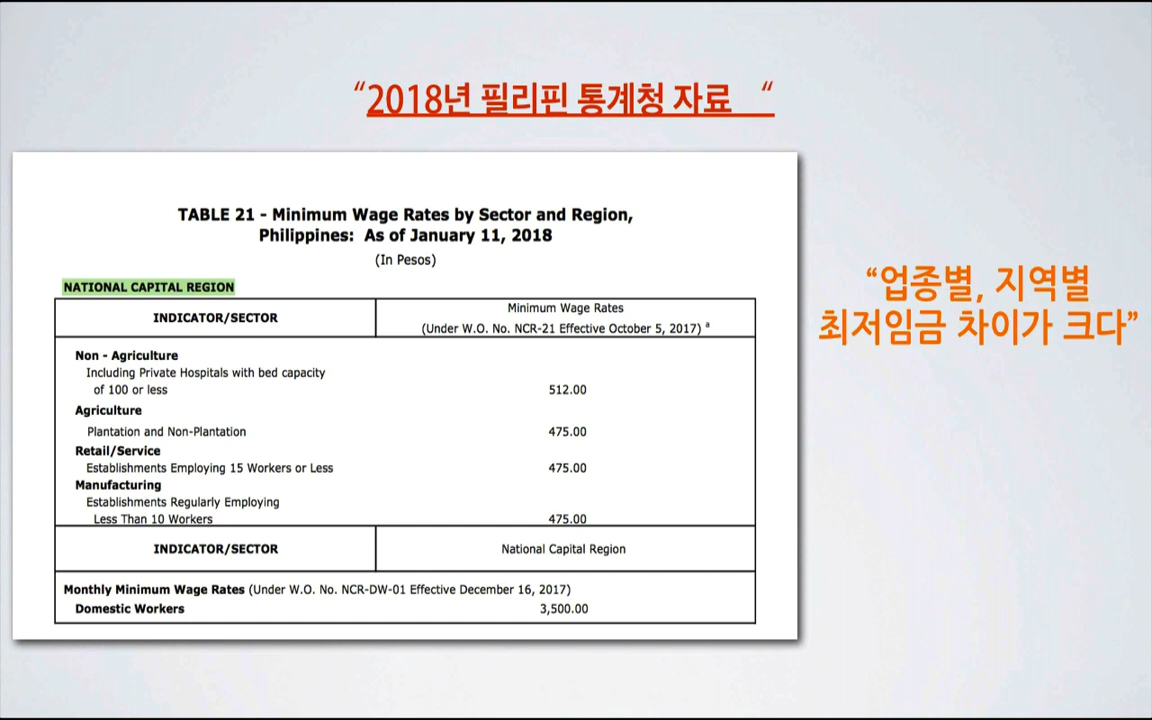 “2018년 필리핀 통계청 자료 “
TABLE 21 - Minimum Wage Rates by Sector and Region,
Philippines: As of January 11, 2018
(In Pesos)
NATIONAL CAPITAL REGION
INDICATOR/SECTOR
Minimum Wage Rates
(Under W.O. No. NCR-21 Effective October 5, 2017) a
Non - Agriculture
Including Private Hospitals with bed capacity
of 100 or less 512.00
Agriculture
Plantation and Non-Plantation 475.00
Retail/Service
Establishments Employing 15 Workers or Less 475.00
Manufacturing
Establishments Regularly Employing
Less Than 10 Workers 475.00
INDICATOR/SECTOR National Capital Region
Monthly Minimum Wage Rates (Under W.O. No. NCR-DW-01 Effective December 16, 2017)
Domestic Workers 3,500.00
“업종별, 지역별
최저임금 차이가 크다”